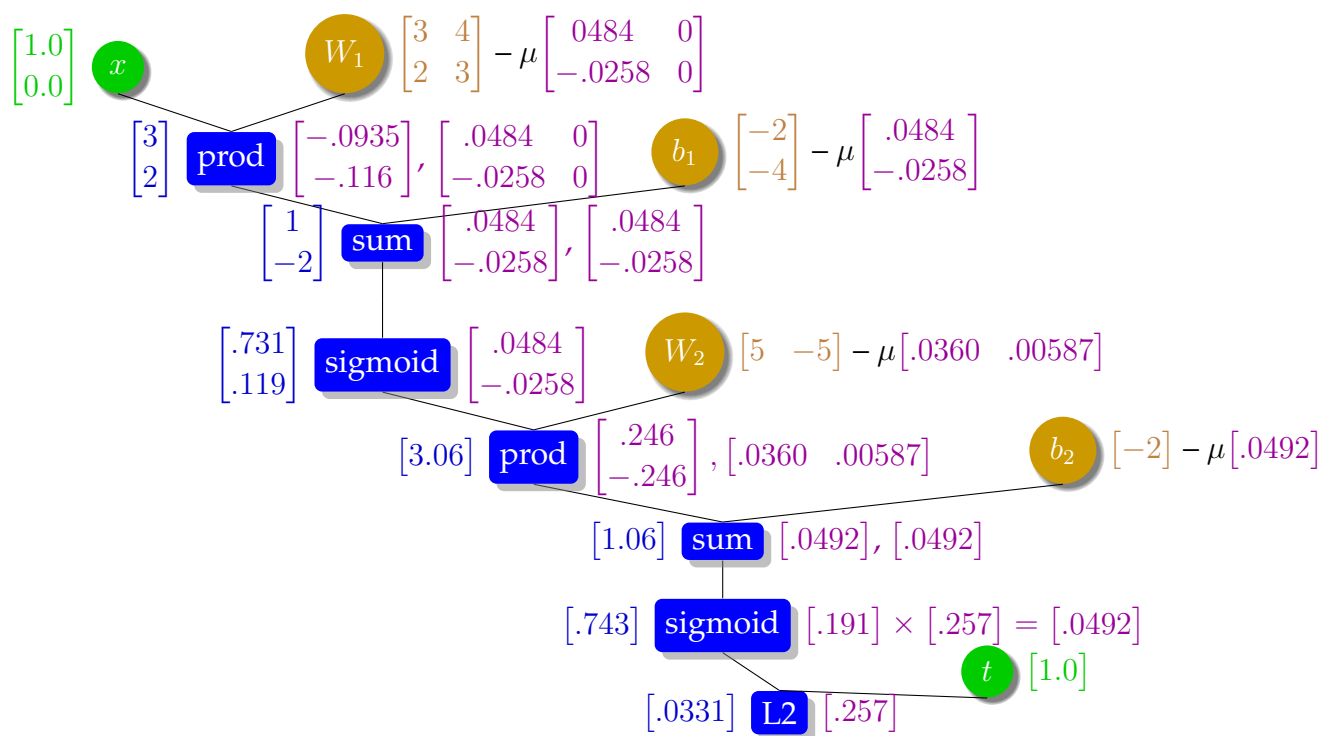 [1.0 0.0] x W₁ [3 4 2 3] – μ [0484 0 −.0258 0]
[3 2] prod [−.0935 −.116], [.0484 0 −.0258 0] b₁ [−2 −4] – μ [.0484 −.0258]
[1 −2] sum [.0484 −.0258], [.0484 −.0258]
[.731 .119] sigmoid [.0484 −.0258] W₂ [5 −5] – μ [.0360 .00587]
[3.06] prod [.246 −.246], [.0360 .00587] b₂ [−2] – μ [.0492]
[1.06] sum [.0492], [.0492]
[.743] sigmoid [.191] × [.257] = [.0492]
t [1.0]
[.0331] L2 [.257]